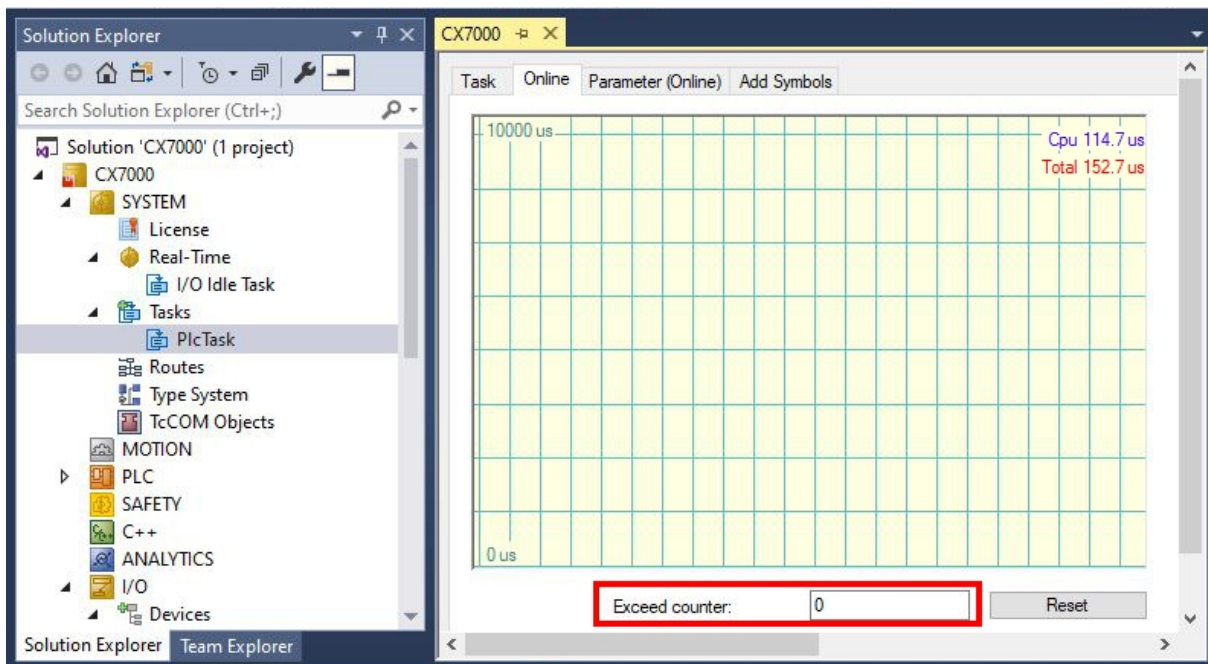 Solution Explorer
Search Solution Explorer (Ctrl+;)
Solution 'CX7000' (1 project)
CX7000
SYSTEM
License
Real-Time
I/O Idle Task
Tasks
PlcTask
Routes
Type System
TcCOM Objects
MOTION
PLC
SAFETY
C++
ANALYTICS
I/O
Devices
Solution Explorer Team Explorer
CX7000
Task Online Parameter (Online) Add Symbols
10000 us
Cpu 114.7 us
Total 152.7 us
0 us
Exceed counter: 0 Reset